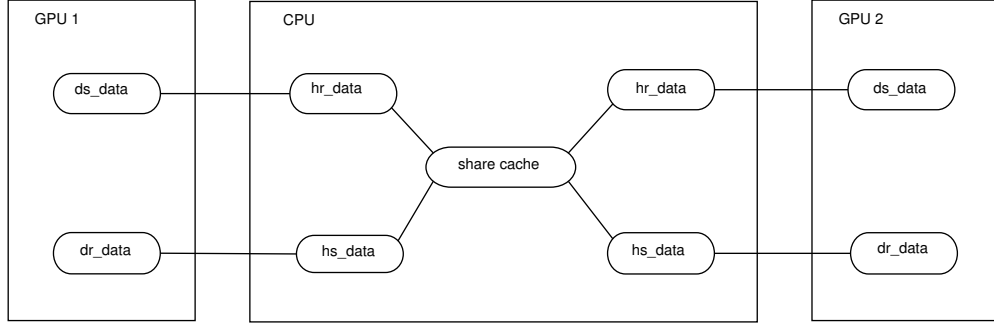 GPU 1
CPU
GPU 2
ds_data
hr_data
hr_data
ds_data
share cache
dr_data
hs_data
hs_data
dr_data